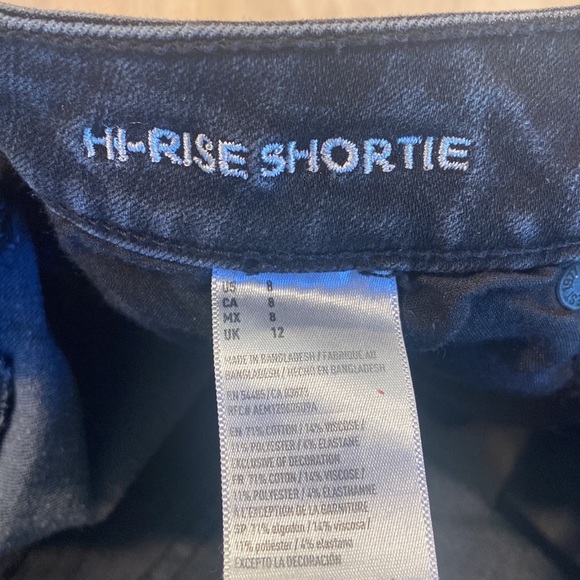 HI-RISE SHORTIE
US 8
CA 8
MX 8
UK 12
MADE IN BANGLADESH / FABRIQUÉ AU
BANGLADESH / HECHO EN BANGLADESH
RN 54485/CA
RFC#
EN 71% COTTON / 14% VISCOSE /
11% POLYESTER / 4% ELASTANE
EXCLUSIVE OF DECORATION
FR 71% COTON / 14% VISCOSE /
11% POLYESTER / 4% ÉLASTHANNE
À L'EXCEPTION DE LA GARNITURE
SP 71% algodón / 14% viscosa /
11% poliéster / 4% elastano
EXCEPTO LA DECORACIÓN